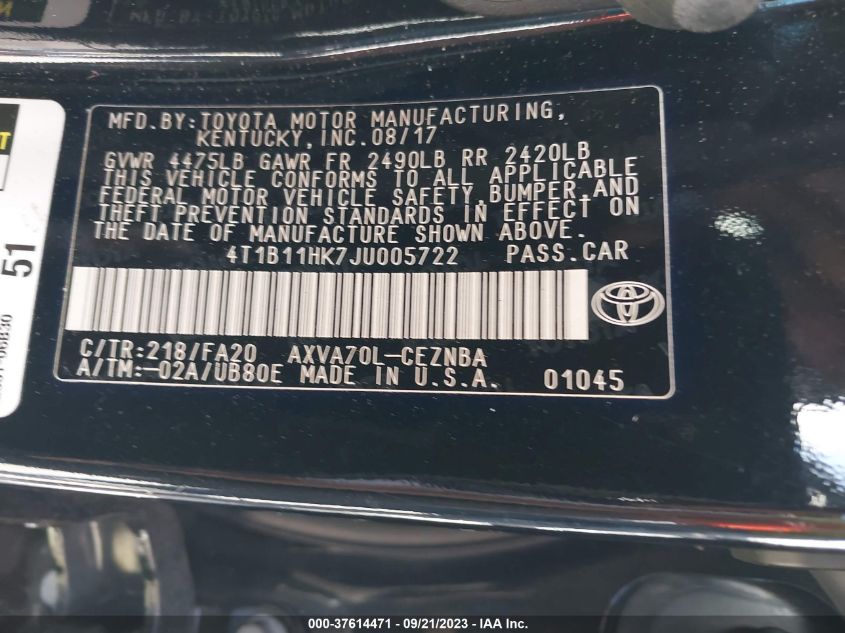 MFD.BY:TOYOTA MOTOR MANUFACTURING,
KENTUCKY,INC.08/17
GVWR 4475LB GAWR FR 2490LB RR 2420LB
THIS VEHICLE CONFORMS TO ALL APPLICABLE
FEDERAL MOTOR VEHICLE SAFETY,BUMPER,AND
THEFT PREVENTION STANDARDS IN EFFECT ON
THE DATE OF MANUFACTURE SHOWN ABOVE.
4T1B11HK7JU005722 PASS.CAR
C/TR:218/FA20 AXVA70L-CEZNBA
A/TM:-02A/UB80E MADE IN U.S.A. 01045
51
000-37614471 - 09/21/2023 - IAA Inc.